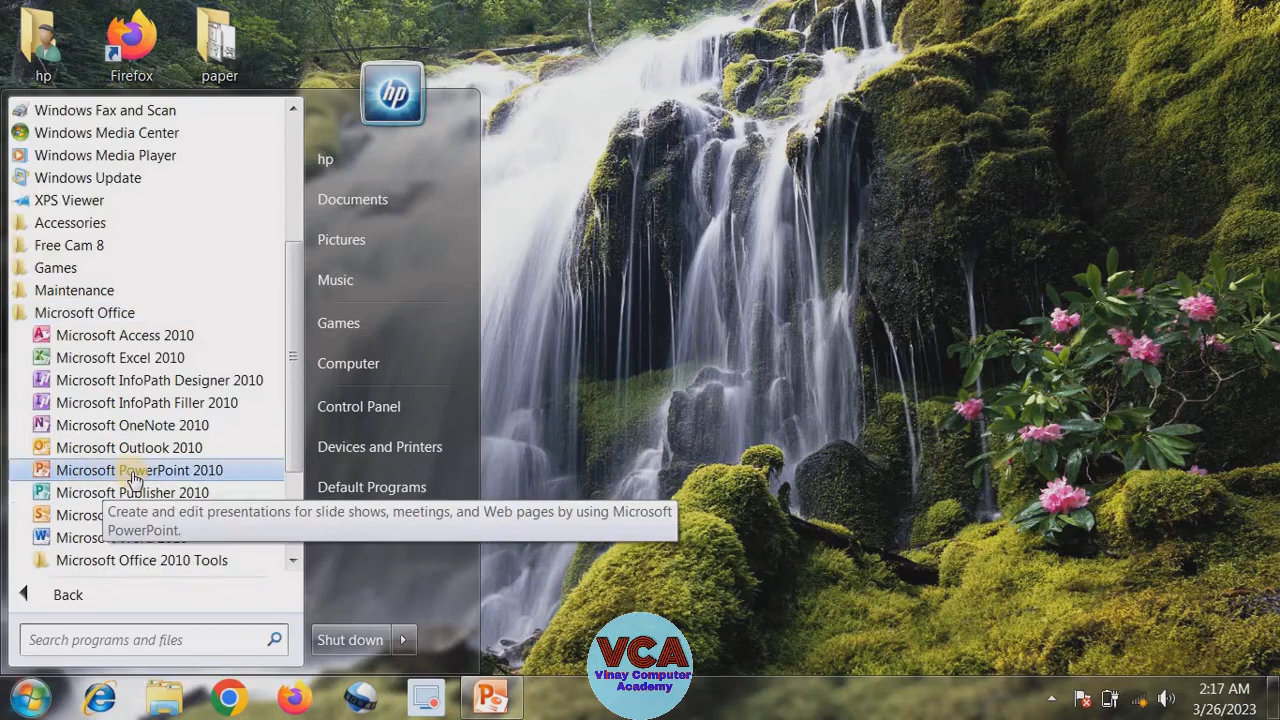 hp
Firefox
paper
Windows Fax and Scan
Windows Media Center
Windows Media Player
Windows Update
XPS Viewer
Accessories
Free Cam 8
Games
Maintenance
Microsoft Office
Microsoft Access 2010
Microsoft Excel 2010
Microsoft InfoPath Designer 2010
Microsoft InfoPath Filler 2010
Microsoft OneNote 2010
Microsoft Outlook 2010
Microsoft PowerPoint 2010
Microsoft Publisher 2010
Create and edit presentations for slide shows, meetings, and Web pages by using Microsoft
PowerPoint.
Microsoft Office 2010 Tools
Back
Search programs and files
hp
hp
Documents
Pictures
Music
Games
Computer
Control Panel
Devices and Printers
Default Programs
Shut down
VCA
Vinay Computer
Academy
2:17 AM
3/26/2023